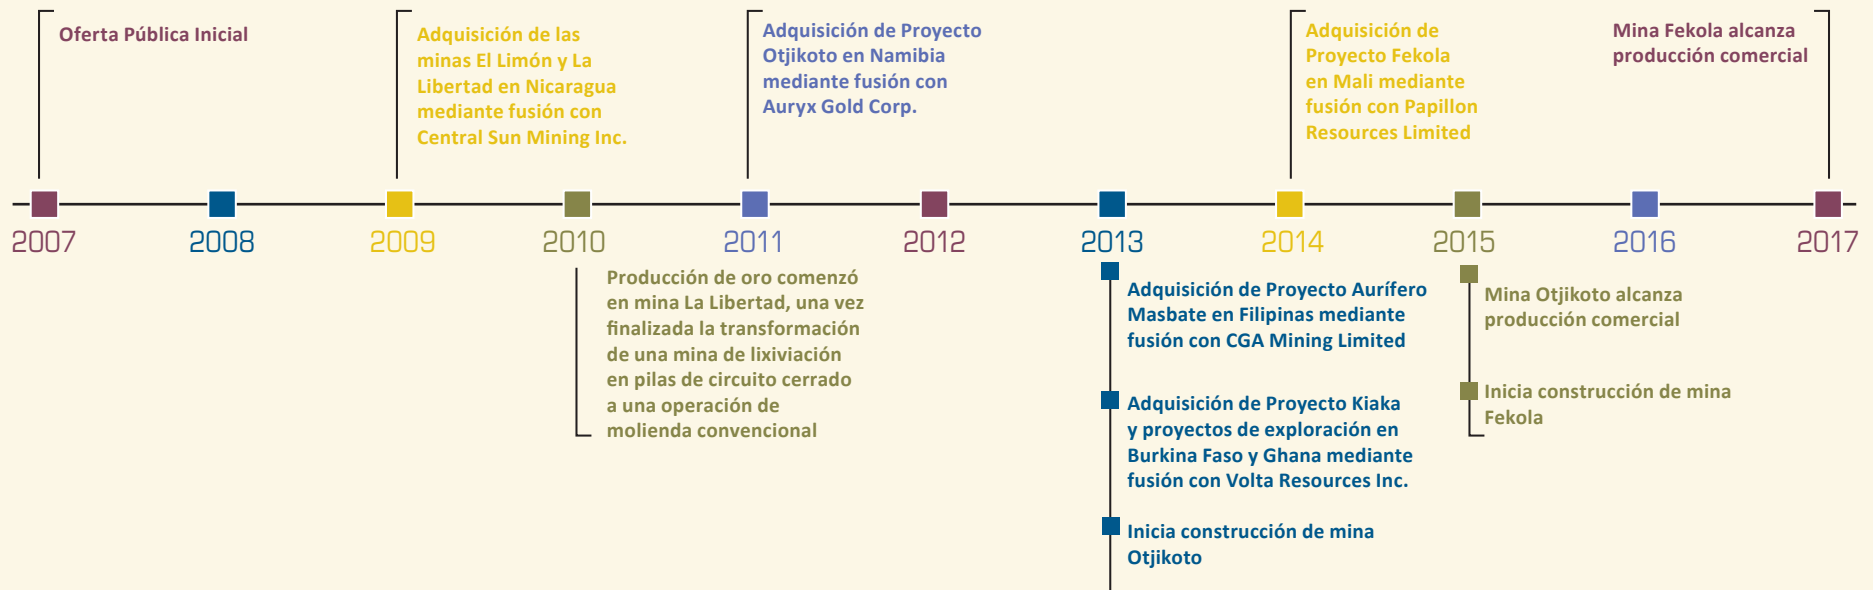 Oferta Pública Inicial
Adquisición de las
minas El Limón y La
Libertad en Nicaragua
mediante fusión con
Central Sun Mining Inc.
Adquisición de Proyecto
Otjikoto en Namibia
mediante fusión con
Auryx Gold Corp.
Adquisición de
Proyecto Fekola
en Mali mediante
fusión con Papillon
Resources Limited
Mina Fekola alcanza
producción comercial
2007
2008
2009
2010
2011
2012
2013
2014
2015
2016
2017
Producción de oro comenzó
en mina La Libertad, una vez
finalizada la transformación
de una mina de lixiviación
en pilas de circuito cerrado
a una operación de
molienda convencional
Adquisición de Proyecto Aurífero
Masbate en Filipinas mediante
fusión con CGA Mining Limited
Adquisición de Proyecto Kiaka
y proyectos de exploración en
Burkina Faso y Ghana mediante
fusión con Volta Resources Inc.
Inicia construcción de mina
Otjikoto
Mina Otjikoto alcanza
producción comercial
Inicia construcción de mina
Fekola